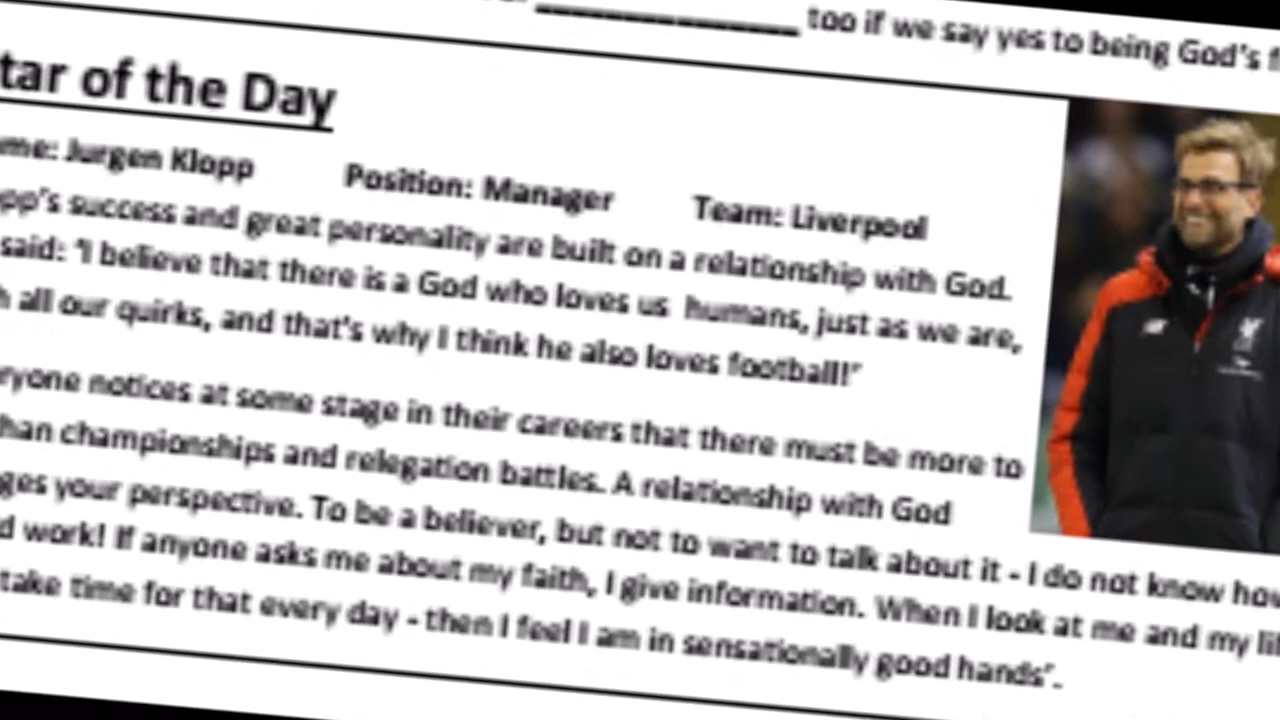 too if we say yes to being God's
tar of the Day
me: Jurgen Klopp Position: Manager Team: Liverpool
pp's success and great personality are built on a relationship with God.
said: 'I believe that there is a God who loves us humans, just as we are,
h all our quirks, and that's why I think he also loves football!'
ryone notices at some stage in their careers that there must be more to
han championships and relegation battles. A relationship with God
ges your perspective. To be a believer, but not to want to talk about it - I do not know how
d work! If anyone asks me about my faith, I give information. When I look at me and my
take time for that every day - then I feel I am in sensationally good hands'.